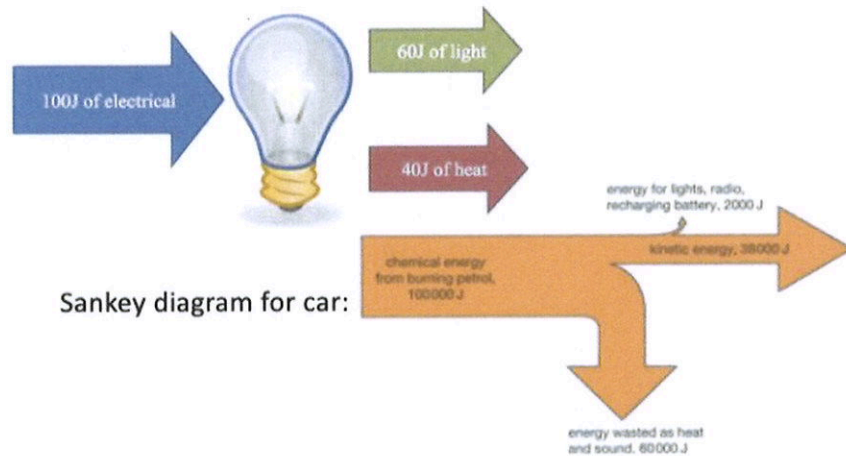 100J of electrical
60J of light
40J of heat
energy for lights, radio,
recharging battery, 2000 J
kinetic energy, 38000 J
chemical energy
from burning petrol,
100000 J
Sankey diagram for car:
energy wasted as heat
and sound. 60000 J